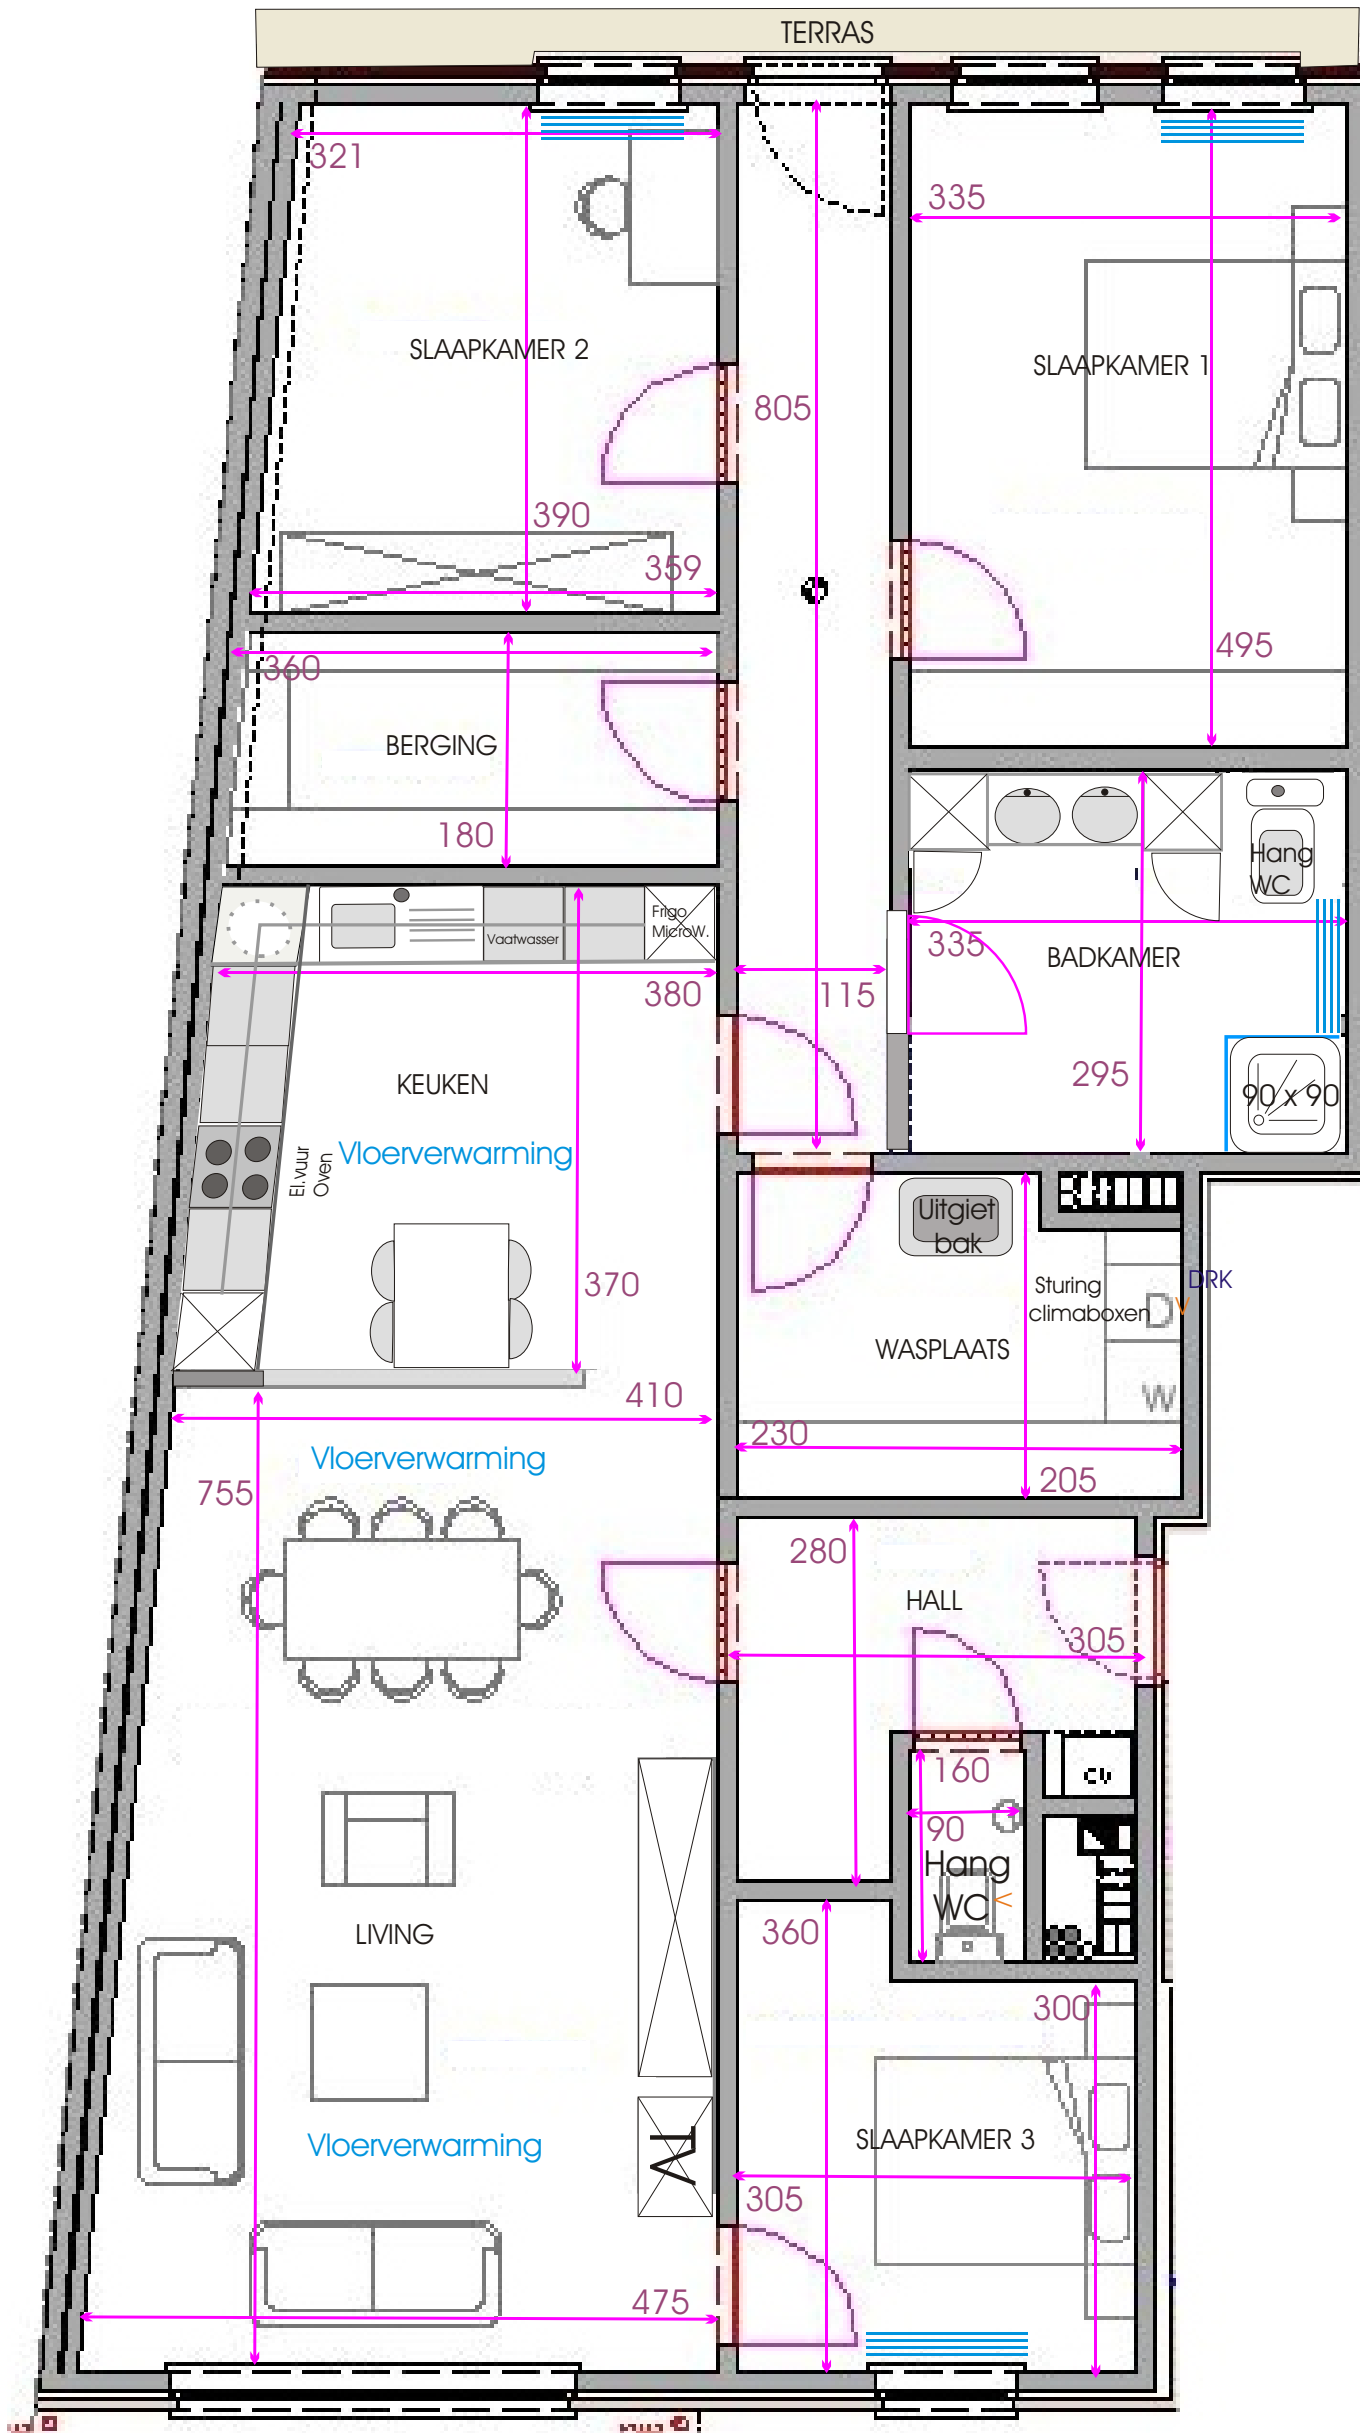 TERRAS
321
335
SLAAPKAMER 2
SLAAPKAMER 1
805
390
359
495
360
BERGING
180
Hang
WC
Frigo
MicroW.
Vaatwasser
335
BADKAMER
380
115
295
KEUKEN
90 x 90
Vloerverwarming
El.vuur
Oven
Uitgiet
bak
370
Sturing
climaboxen
D
DRK
WASPLAATS
410
W
230
Vloerverwarming
205
755
280
HALL
305
160
CV
90
Hang
WC
360
LIVING
300
SLAAPKAMER 3
Vloerverwarming
TV
305
475